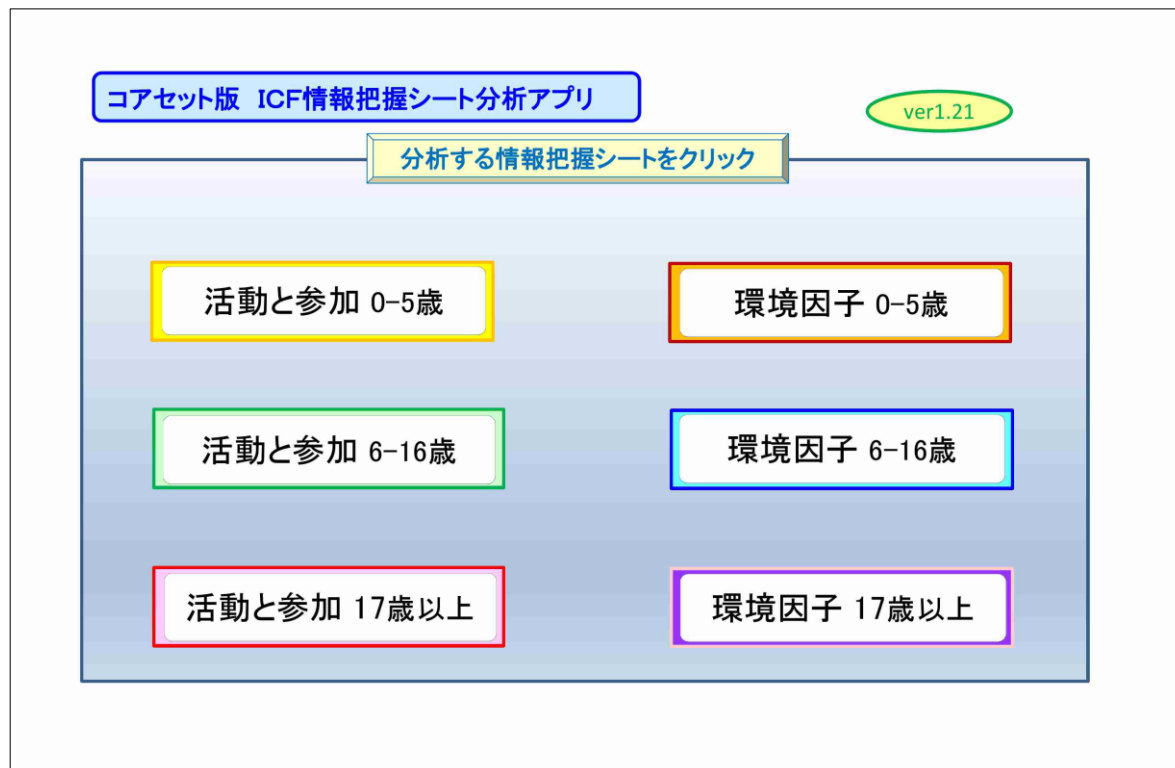 コアセット版 ICF情報把握シート分析アプリ
ver1.21
分析する情報把握シートをクリック
活動と参加 0-5歳
環境因子 0-5歳
活動と参加 6-16歳
環境因子 6-16歳
活動と参加 17歳以上
環境因子 17歳以上